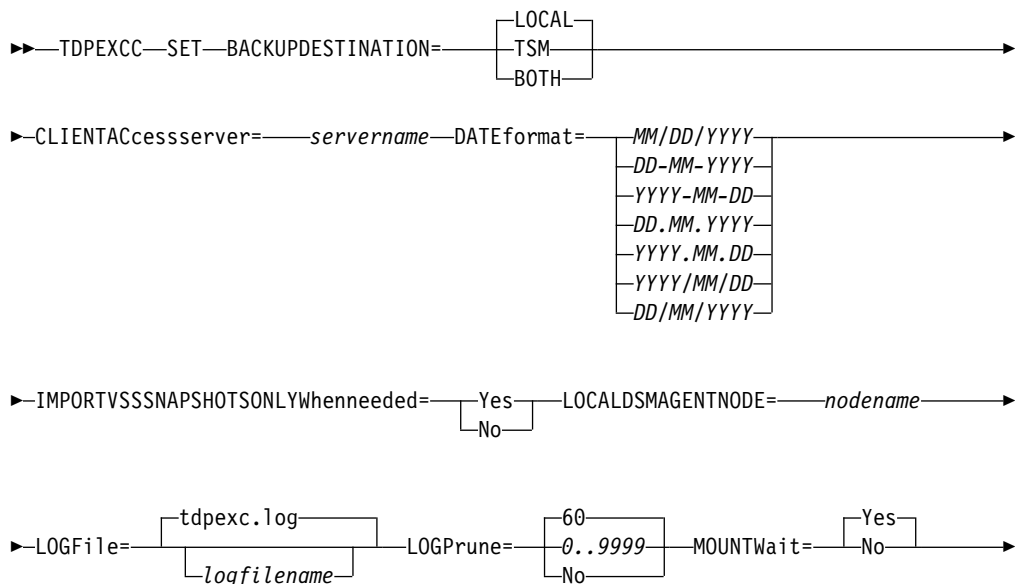 LOCAL
TDPEXCC SET BACKUPDESTINATION= TSM
BOTH
CLIENTACcessserver= servername DATEformat= MM/DD/YYYY
DD-MM-YYYY
YYYY-MM-DD
DD.MM.YYYY
YYYY.MM.DD
YYYY/MM/DD
DD/MM/YYYY
IMPORTVSSSNAPSHOTSONLYWhenneeded= Yes LOCALDSMAGENTNODE= nodename
No
tdpexc.log 60 Yes
LOGFile= LOGPrune= 0..9999 MOUNTWait= No
logfilename No